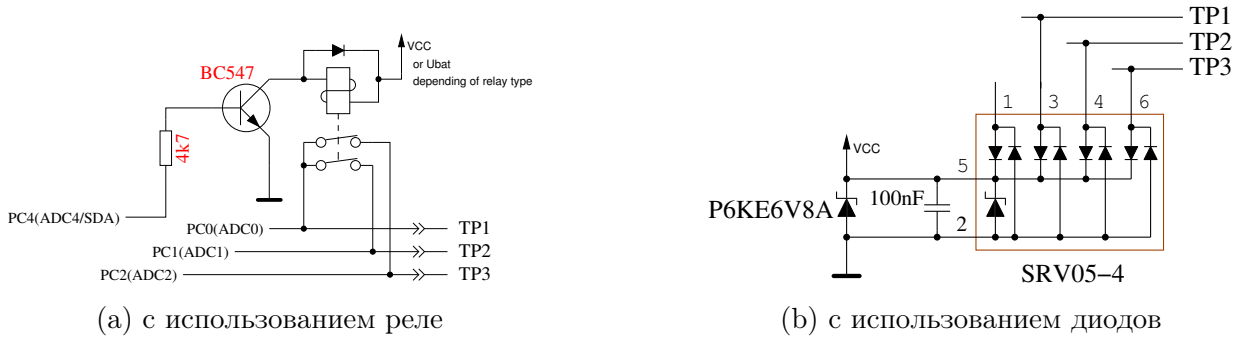 VCC
or Ubat
depending of relay type
BC547
4k7
PC4(ADC4/SDA)
PC0(ADC0)
TP1
PC1(ADC1)
TP2
PC2(ADC2)
TP3
(a) с использованием реле
TP1
TP2
TP3
1 3 4 6
VCC
5
P6KE6V8A
100nF
2
SRV05-4
(b) с использованием диодов